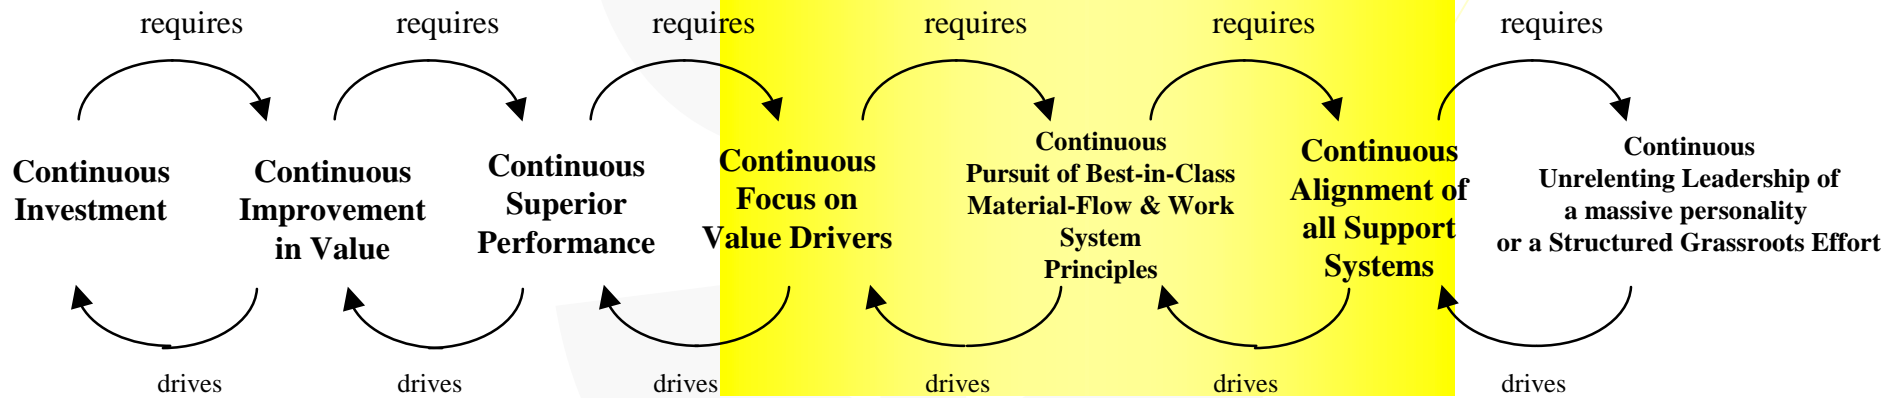 requires
requires
requires
requires
requires
requires
Continuous
Investment
Continuous
Improvement
in Value
Continuous
Superior
Performance
Continuous
Focus on
Value Drivers
Continuous
Pursuit of Best-in-Class
Material-Flow & Work
System
Principles
Continuous
Alignment of
all Support
Systems
Continuous
Unrelenting Leadership of
a massive personality
or a Structured Grassroots Effort
drives
drives
drives
drives
drives
drives